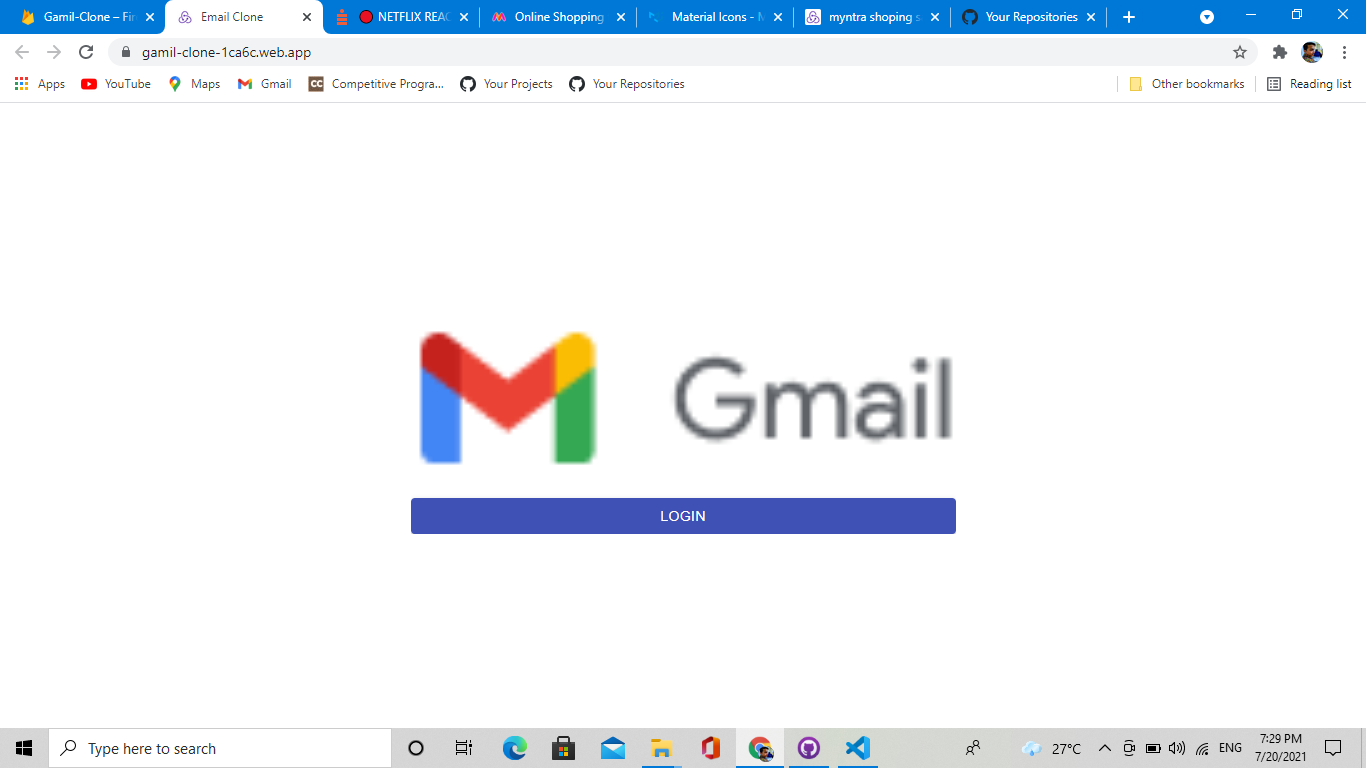 Gamil-Clone – Fir
Email Clone
NETFLIX REAC
Online Shopping
Material Icons - M
myntra shoping s
Your Repositories
gamil-clone-1ca6c.web.app
Apps
YouTube
Maps
Gmail
CC
Competitive Progra...
Your Projects
Your Repositories
Other bookmarks
Reading list
Gmail
LOGIN
Type here to search
27°C
ENG
7:29 PM
7/20/2021